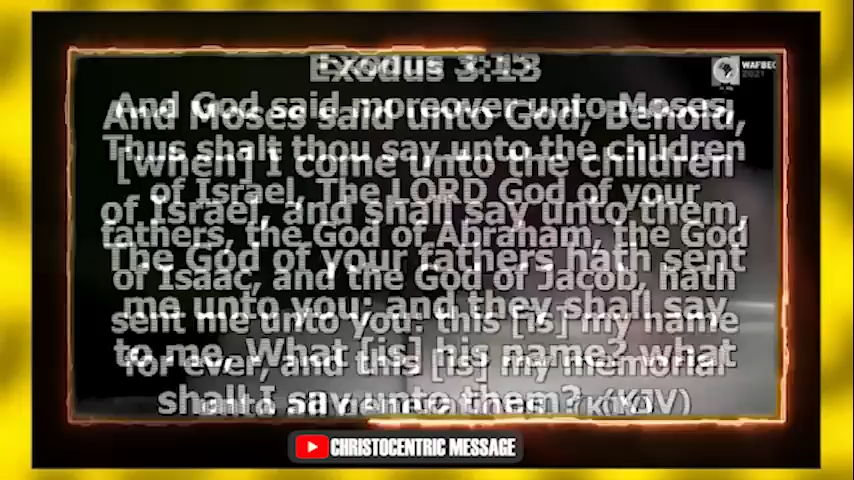 Exodus 3:13
And Moses said unto God, Behold,
[when] I come unto the children
of Israel, and shall say unto them,
The God of your fathers hath sent
me unto you; and they shall say
to me, What [is] his name? what
shall I say unto them? (KJV)
And God said moreover unto Moses,
Thus shalt thou say unto the children
of Israel, The LORD God of your
fathers, the God of Abraham, the God
of Isaac, and the God of Jacob, hath
sent me unto you: this [is] my name
for ever, and this [is] my memorial
unto all generations.
WAFBEC
2021
CHRISTOCENTRIC MESSAGE